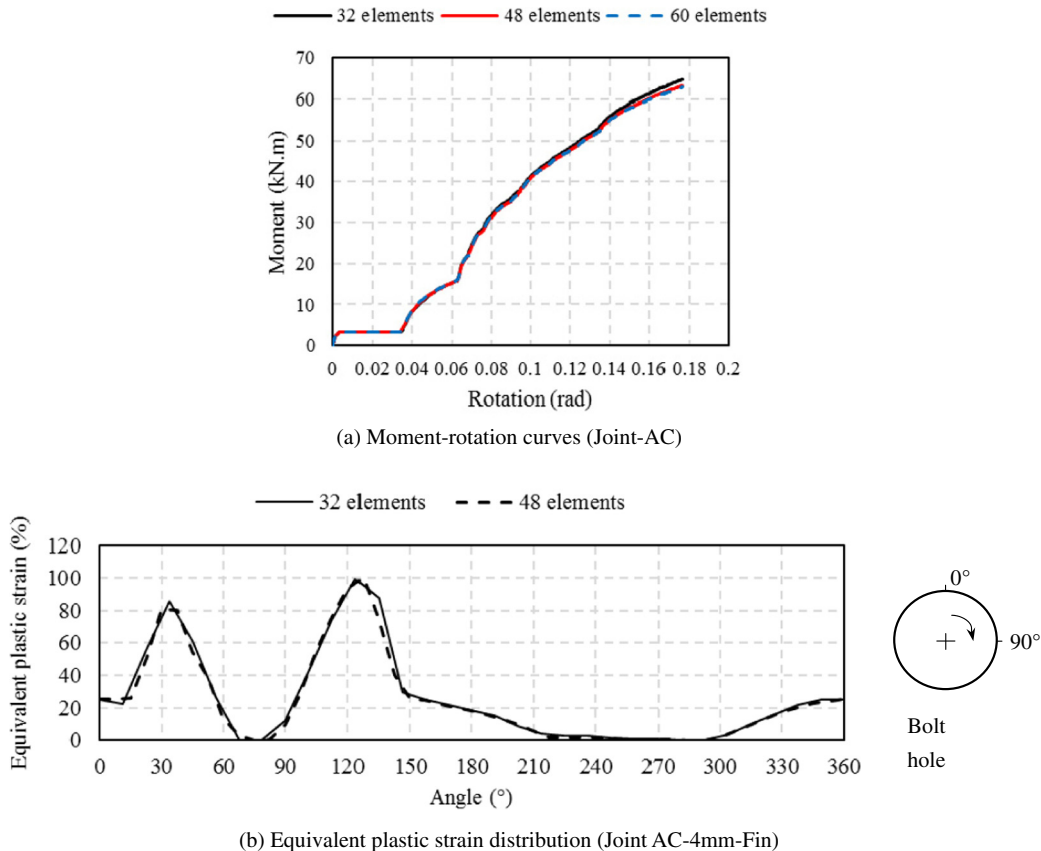 32 elements 48 elements 60 elements
70
60
50
40
30
20
10
0
Moment (kN.m)
0 0.02 0.04 0.06 0.08 0.1 0.12 0.14 0.16 0.18 0.2
Rotation (rad)
(a) Moment-rotation curves (Joint-AC)
32 elements 48 elements
120
100
80
60
40
20
0
Equivalent plastic strain (%)
0 30 60 90 120 150 180 210 240 270 300 330 360
Angle (°)
0°
90°
Bolt
hole
(b) Equivalent plastic strain distribution (Joint AC-4mm-Fin)